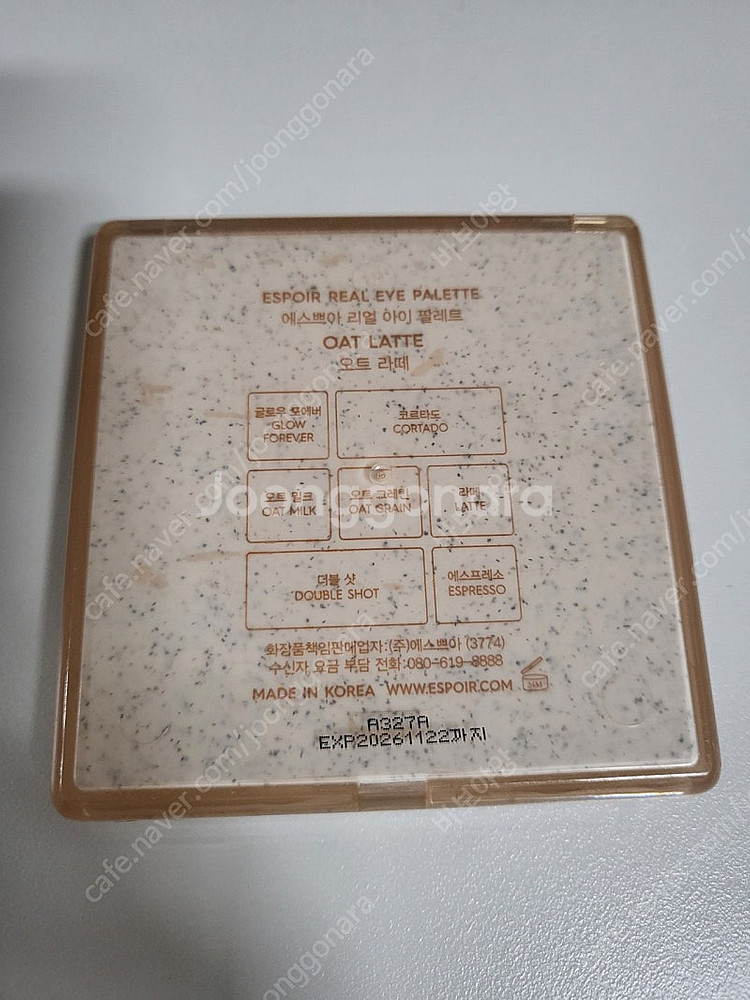 ESPOIR REAL EYE PALETTE
에스쁘아 리얼 아이 팔레트
OAT LATTE
오트 라떼
글로우 포에버
GLOW
FOREVER
코르타도
CORTADO
오트 밀크
OAT MILK
오트 그레인
OAT GRAIN
라떼
LATTE
더블 샷
DOUBLE SHOT
에스프레소
ESPRESSO
화장품책임판매업자:(주)에스쁘아 (3774)
수신자 요금 부담 전화:080-619-8888
MADE IN KOREA WWW.ESPOIR.COM
24M
A327A
EXP20261122까지
Joonggonara
cafe.naver.com/joonggonara
바보야앙